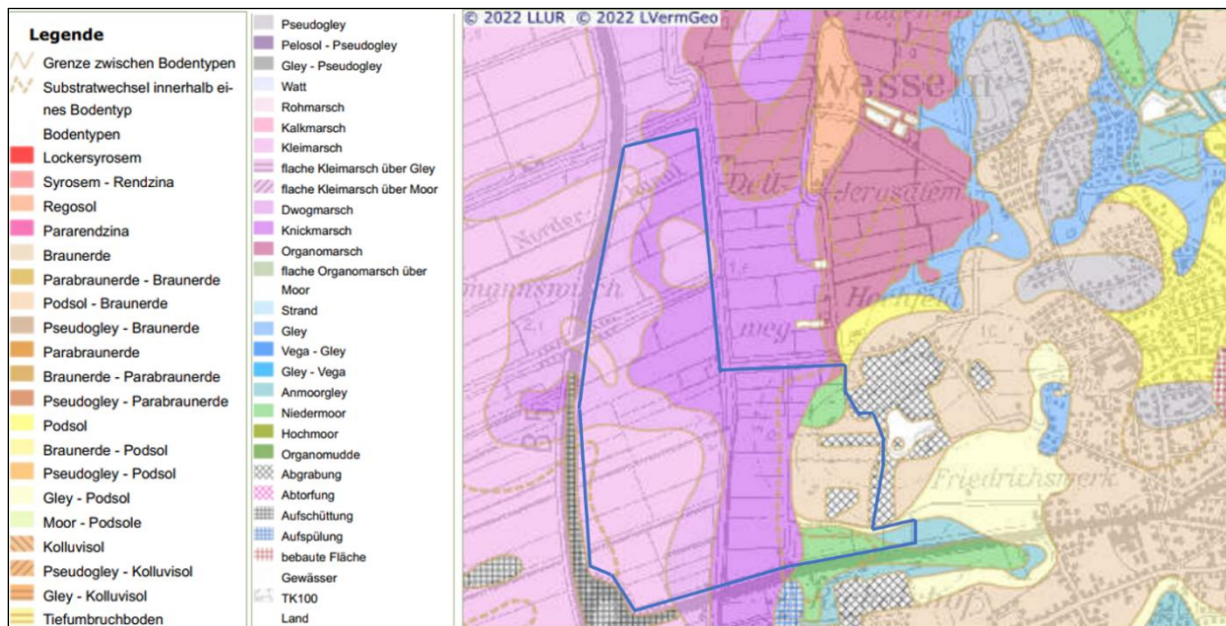 © 2022 LLUR © 2022 LVermGeo
Legende
Grenze zwischen Bodentypen
Substratwechsel innerhalb ei-
nes Bodentyp
Bodentypen
Lockersyrosem
Syrosem - Rendzina
Regosol
Pararendzina
Braunerde
Parabraunerde - Braunerde
Podsol - Braunerde
Pseudogley - Braunerde
Parabraunerde
Braunerde - Parabraunerde
Pseudogley - Parabraunerde
Podsol
Braunerde - Podsol
Pseudogley - Podsol
Gley - Podsol
Moor - Podsole
Kolluvisol
Pseudogley - Kolluvisol
Gley - Kolluvisol
Tiefumbruchboden
Pseudogley
Pelosol - Pseudogley
Gley - Pseudogley
Watt
Rohmarsch
Kalkmarsch
Kleimarsch
flache Kleimarsch über Gley
flache Kleimarsch über Moor
Dwogmarsch
Knickmarsch
Organomarsch
flache Organomarsch über
Moor
Strand
Gley
Vega - Gley
Gley - Vega
Anmoorgley
Niedermoor
Hochmoor
Organomudde
Abgrabung
Abtorfung
Aufschüttung
Aufspülung
bebaute Fläche
Gewässer
TK100
Land
Jerusalem
Norder-
weg
Friedrichswerk